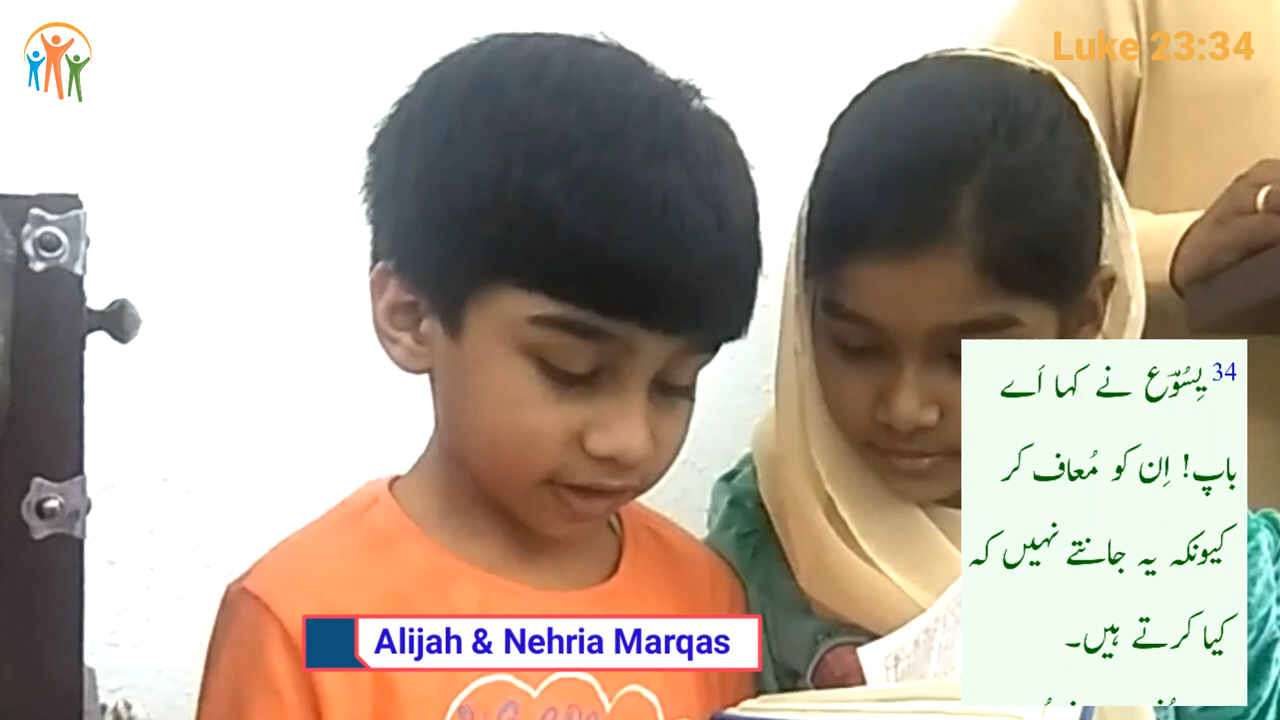 Luke 23:34
34 یِسُوؔع نے کہا اَے
باپ! اِن کو مُعاف کر
کیونکہ یہ جانتے نہیں کہ
کیا کرتے ہیں۔
Alijah & Nehria Marqas